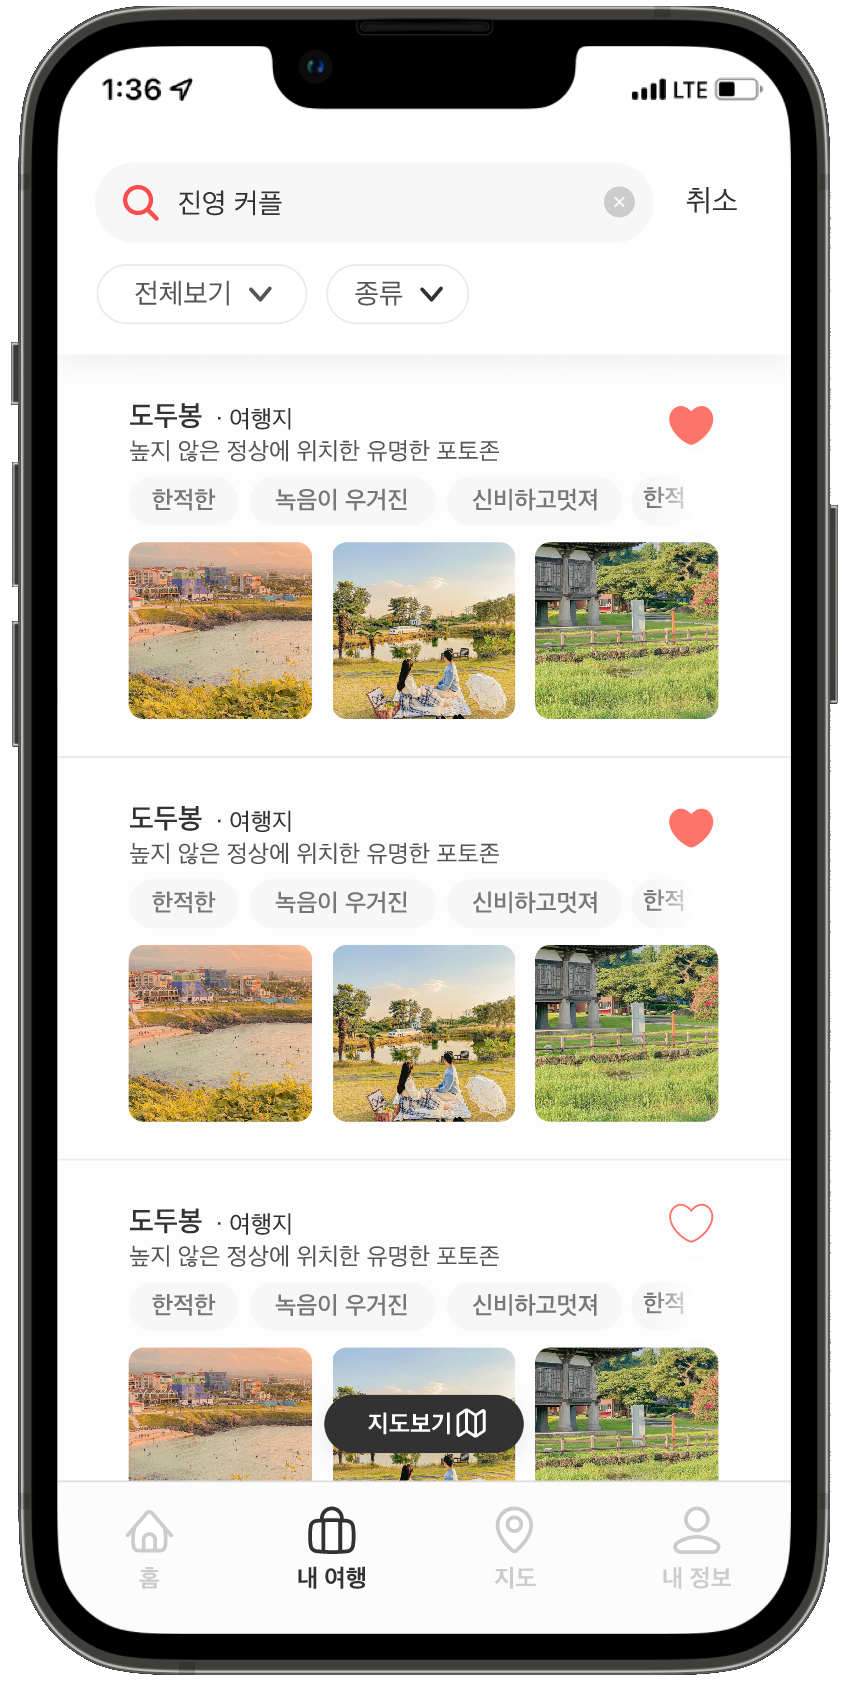 1:36 LTE
진영 커플 취소
전체보기 종류
도두봉 · 여행지
높지 않은 정상에 위치한 유명한 포토존
한적한 녹음이 우거진 신비하고멋져 한적
도두봉 · 여행지
높지 않은 정상에 위치한 유명한 포토존
한적한 녹음이 우거진 신비하고멋져 한적
도두봉 · 여행지
높지 않은 정상에 위치한 유명한 포토존
한적한 녹음이 우거진 신비하고멋져 한적
지도보기
홈 내 여행 지도 내 정보